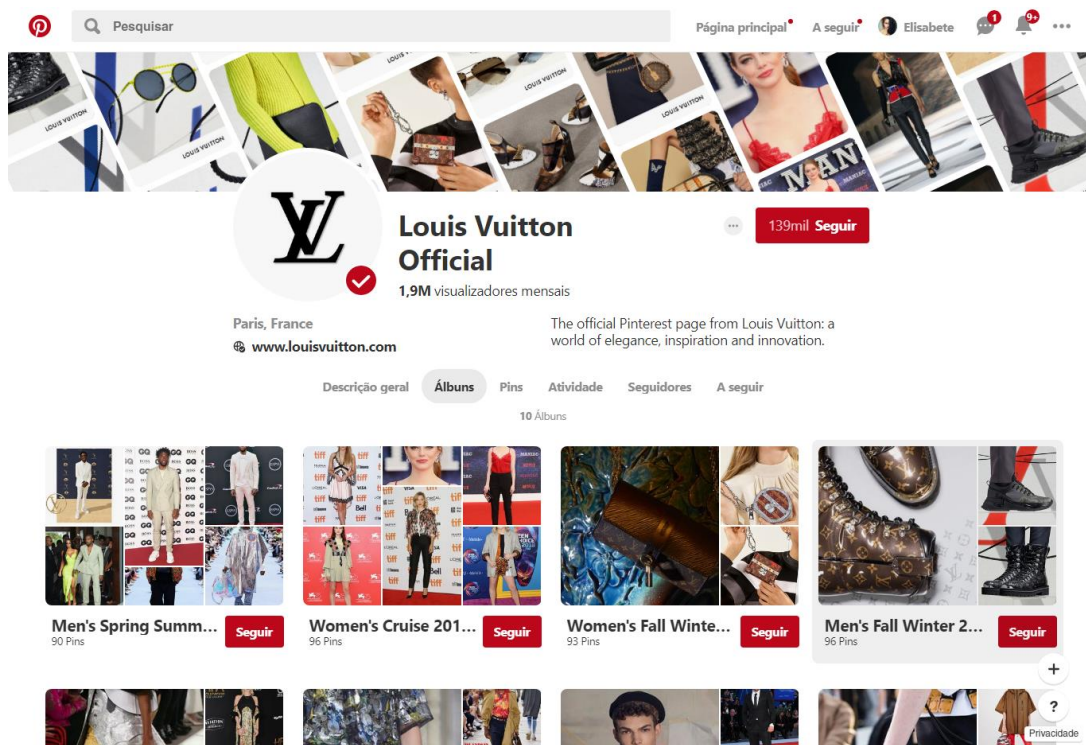 Pesquisar
Página principal
A seguir
Elisabete
1
9+
LOUIS VUITTON
LOUIS VUITTON
LOUIS VUITTON
LOUIS VUITTON
MANIAC
LV
Louis Vuitton
Official
139mil Seguir
1,9M visualizadores mensais
Paris, France
www.louisvuitton.com
The official Pinterest page from Louis Vuitton: a
world of elegance, inspiration and innovation.
Descrição geral
Álbuns
Pins
Atividade
Seguidores
A seguir
10 Álbuns
Men's Spring Summ...
90 Pins
Seguir
Women's Cruise 201...
96 Pins
Seguir
Women's Fall Winte...
93 Pins
Seguir
Men's Fall Winter 2...
96 Pins
Seguir
+
?
Privacidade